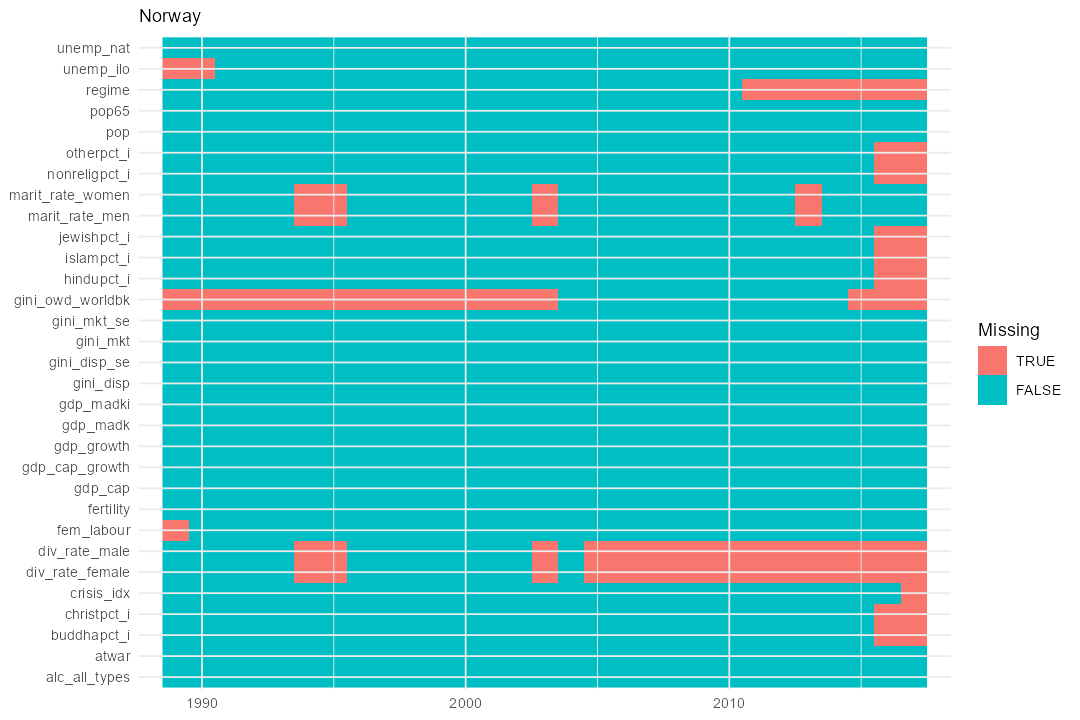 Norway
unemp_nat
unemp_ilo
regime
pop65
pop
otherpct_i
nonreligpct_i
marit_rate_women
marit_rate_men
jewishpct_i
islampct_i
hindupct_i
gini_owd_worldbk
gini_mkt_se
gini_mkt
gini_disp_se
gini_disp
gdp_madki
gdp_madk
gdp_growth
gdp_cap_growth
gdp_cap
fertility
fem_labour
div_rate_male
div_rate_female
crisis_idx
christpct_i
buddhapct_i
atwar
alc_all_types
1990
2000
2010
Missing
TRUE
FALSE